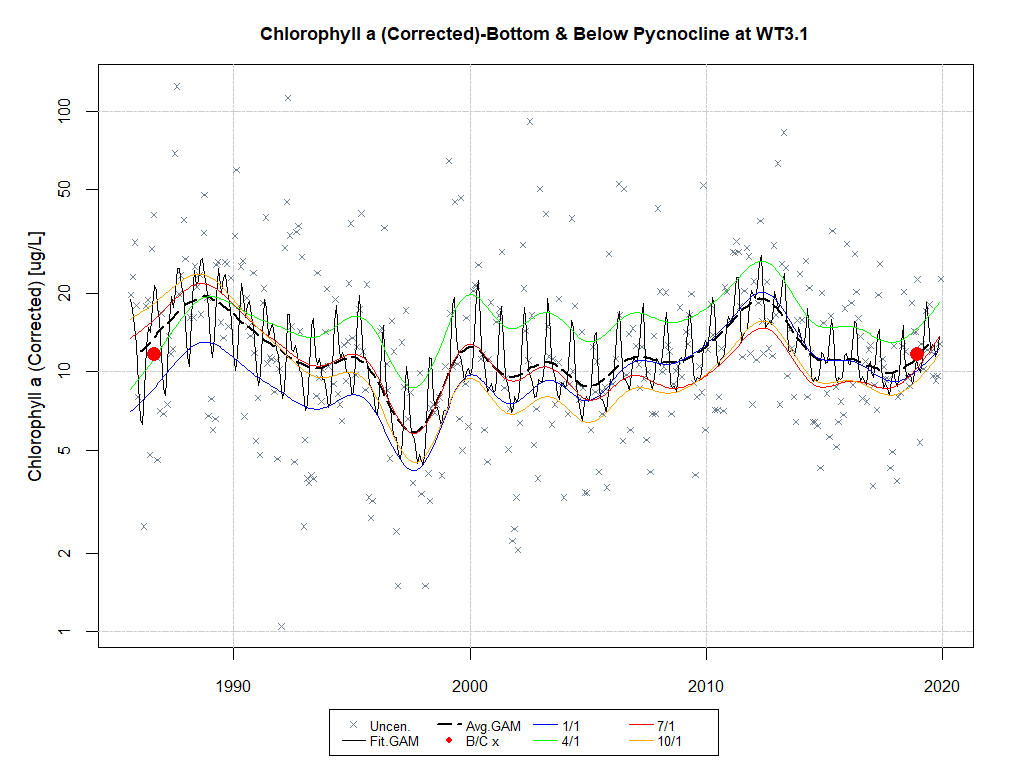 Chlorophyll a (Corrected)-Bottom & Below Pycnocline at WT3.1
Chlorophyll a (Corrected) [ug/L]
100
50
20
10
5
2
1
1990 2000 2010 2020
Uncen. Avg.GAM 1/1 7/1
Fit.GAM B/C x 4/1 10/1